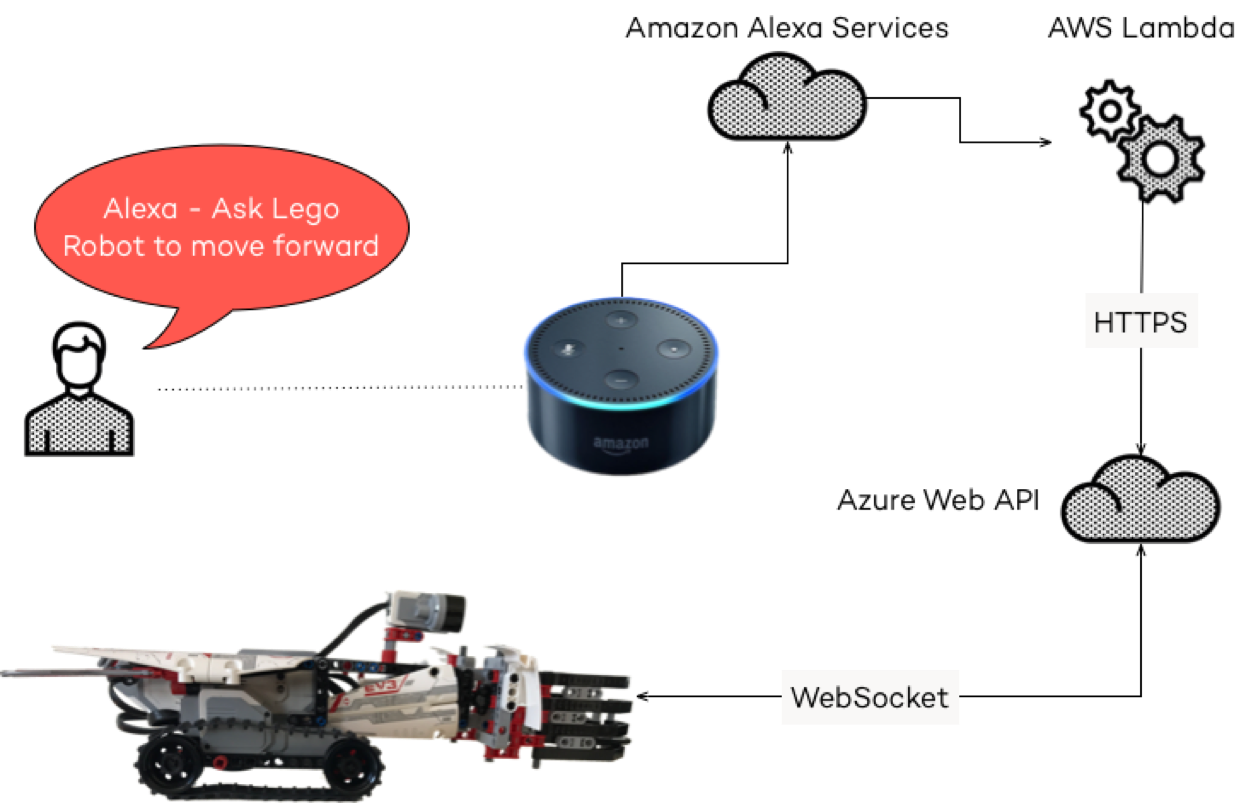 Amazon Alexa Services
AWS Lambda
Alexa - Ask Lego
Robot to move forward
HTTPS
amazon
Azure Web API
EV3
WebSocket